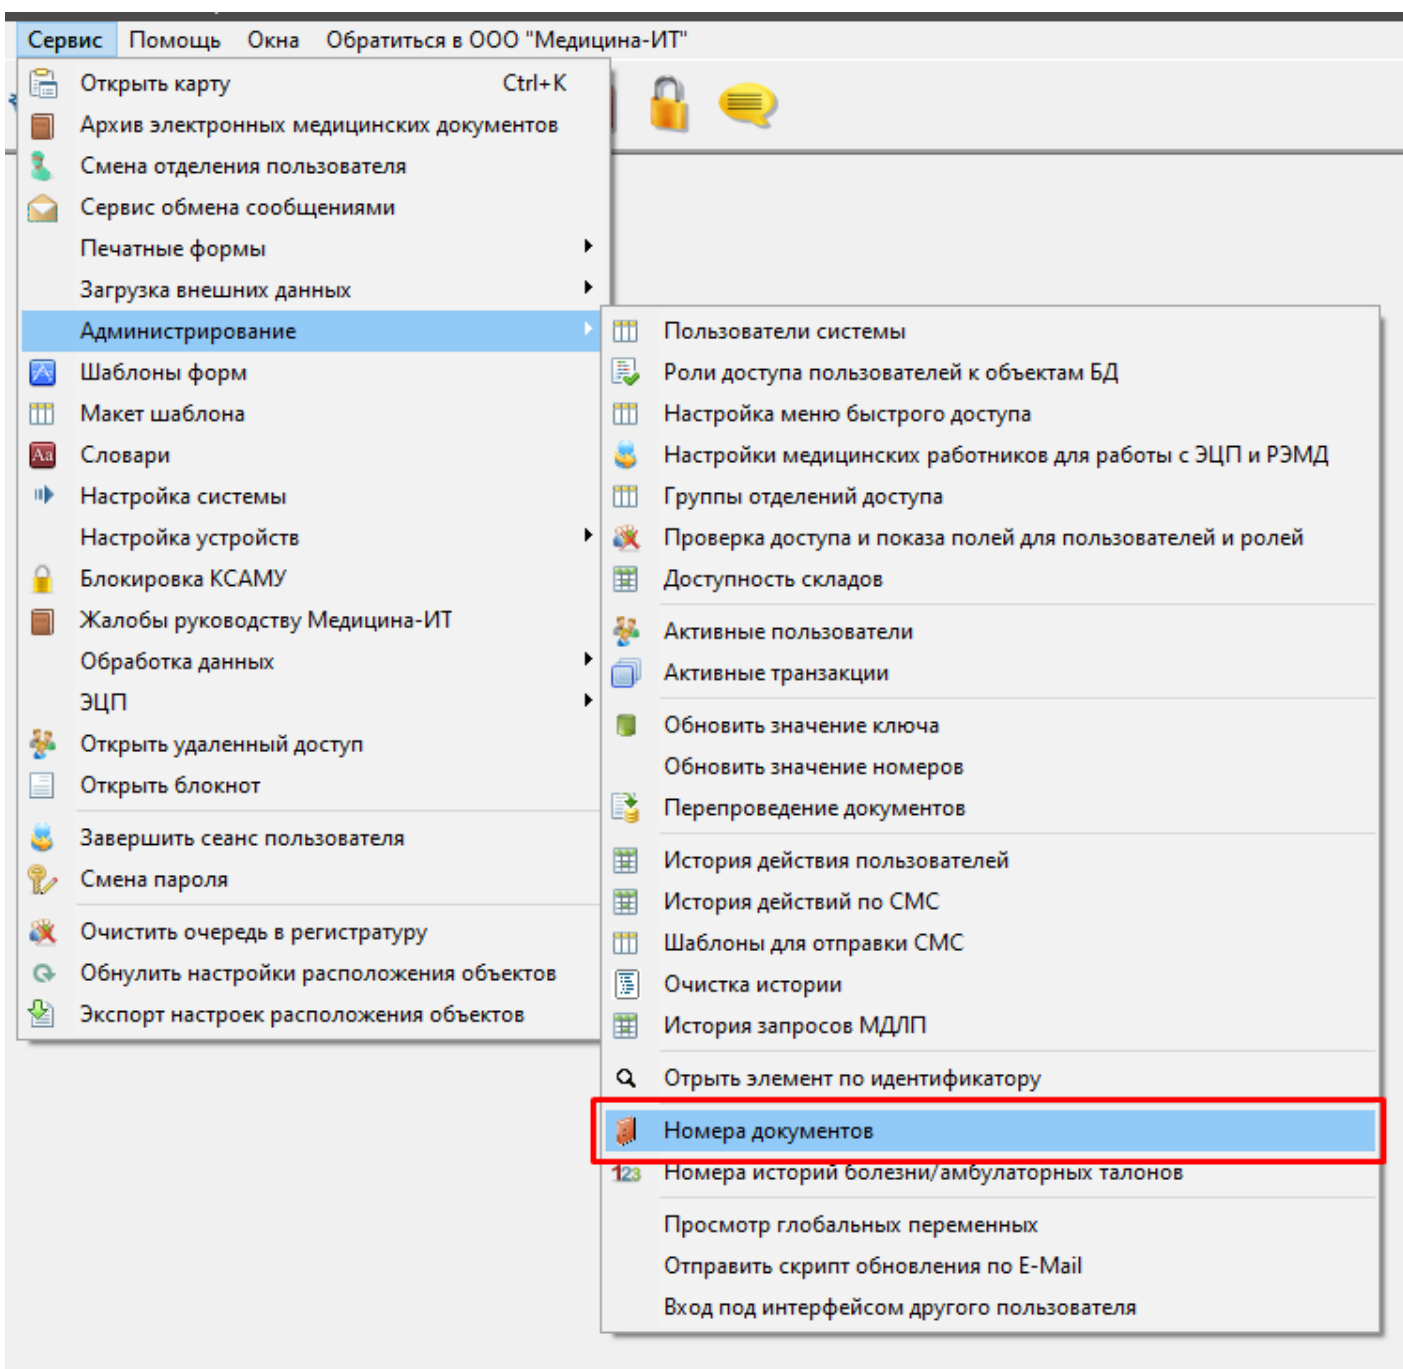 Сервис Помощь Окна Обратиться в ООО "Медицина-ИТ"
Открыть карту Ctrl+K
Архив электронных медицинских документов
Смена отделения пользователя
Сервис обмена сообщениями
Печатные формы
Загрузка внешних данных
Администрирование
Шаблоны форм
Макет шаблона
Aa Словари
Настройка системы
Настройка устройств
Блокировка КСАМУ
Жалобы руководству Медицина-ИТ
Обработка данных
ЭЦП
Открыть удаленный доступ
Открыть блокнот
Завершить сеанс пользователя
Смена пароля
Очистить очередь в регистратуру
Обнулить настройки расположения объектов
Экспорт настроек расположения объектов
Пользователи системы
Роли доступа пользователей к объектам БД
Настройка меню быстрого доступа
Настройки медицинских работников для работы с ЭЦП и РЭМД
Группы отделений доступа
Проверка доступа и показа полей для пользователей и ролей
Доступность складов
Активные пользователи
Активные транзакции
Обновить значение ключа
Обновить значение номеров
Перепроведение документов
История действия пользователей
История действий по СМС
Шаблоны для отправки СМС
Очистка истории
История запросов МДЛП
Отрыть элемент по идентификатору
Номера документов
123 Номера историй болезни/амбулаторных талонов
Просмотр глобальных переменных
Отправить скрипт обновления по E-Mail
Вход под интерфейсом другого пользователя